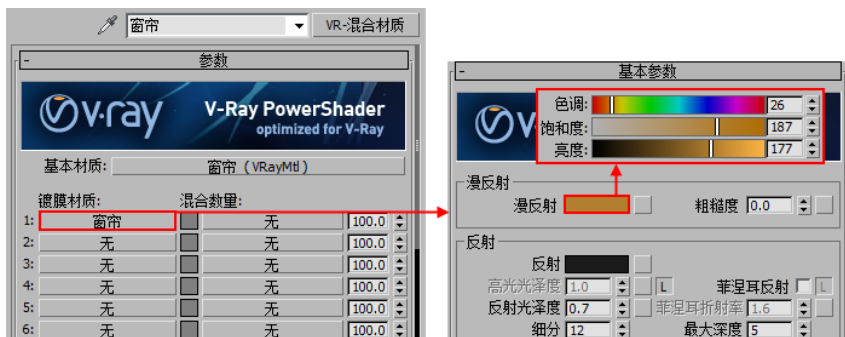 窗帘 VR-混合材质
- 参数
v·ray V-Ray PowerShader
optimized for V-Ray
基本材质: 窗帘 (VRayMtl)
镀膜材质: 混合数量:
1: 窗帘 无 100.0
2: 无 无 100.0
3: 无 无 100.0
4: 无 无 100.0
5: 无 无 100.0
6: 无 无 100.0
- 基本参数
色调: 26
饱和度: 187
亮度: 177
漫反射
漫反射 粗糙度 0.0
反射
反射
高光光泽度 1.0 L 菲涅耳反射 L
反射光泽度 0.7 菲涅耳折射率 1.6
细分 12 最大深度 5